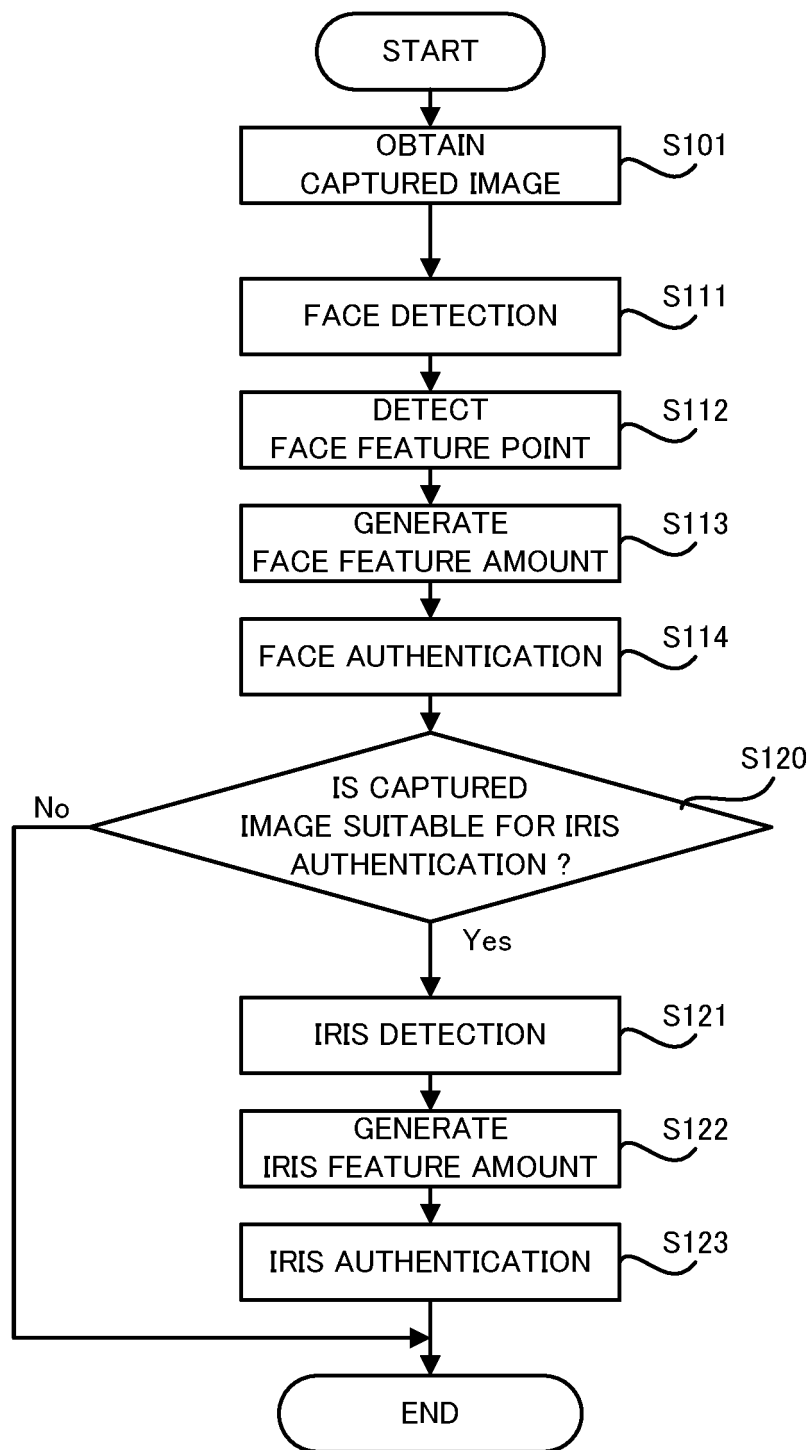 START
OBTAIN
CAPTURED IMAGE
S101
FACE DETECTION
S111
DETECT
FACE FEATURE POINT
S112
GENERATE
FACE FEATURE AMOUNT
S113
FACE AUTHENTICATION
S114
IS CAPTURED
IMAGE SUITABLE FOR IRIS
AUTHENTICATION ?
S120
No
Yes
IRIS DETECTION
S121
GENERATE
IRIS FEATURE AMOUNT
S122
IRIS AUTHENTICATION
S123
END